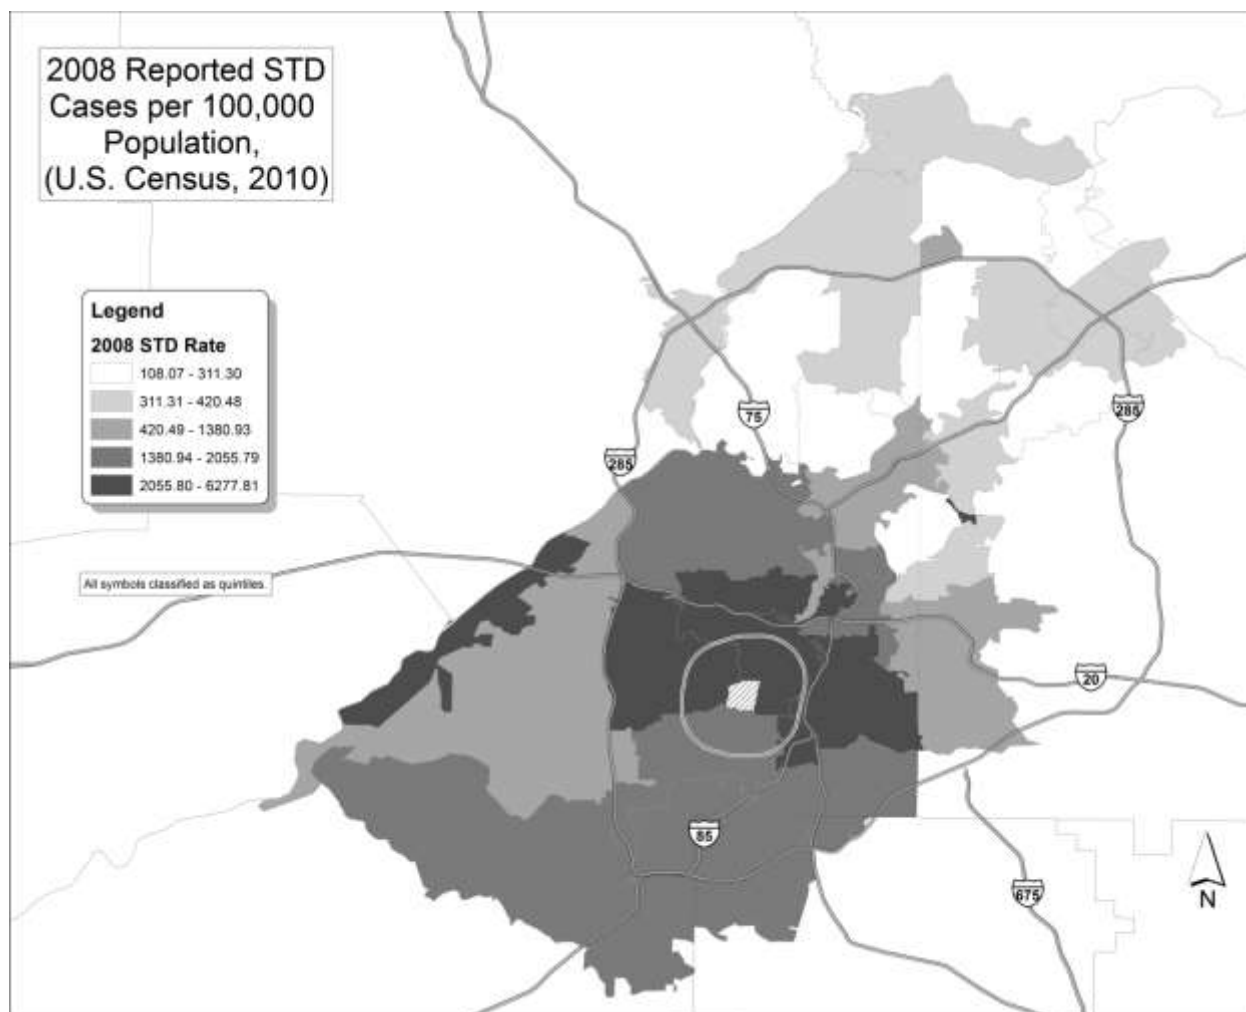 2008 Reported STD
Cases per 100,000
Population,
(U.S. Census, 2010)
Legend
2008 STD Rate
108.07 - 311.30
311.31 - 420.48
420.49 - 1380.93
1380.94 - 2055.79
2055.80 - 6277.81
All symbols classified as quintiles.
75
285
285
20
85
675
N